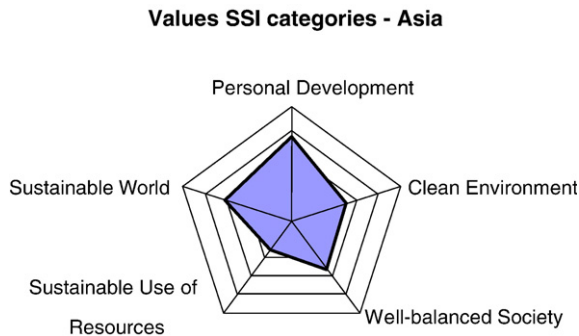 Values SSI categories - Asia
Personal Development
Sustainable World
Clean Environment
Sustainable Use of
Resources
Well-balanced Society